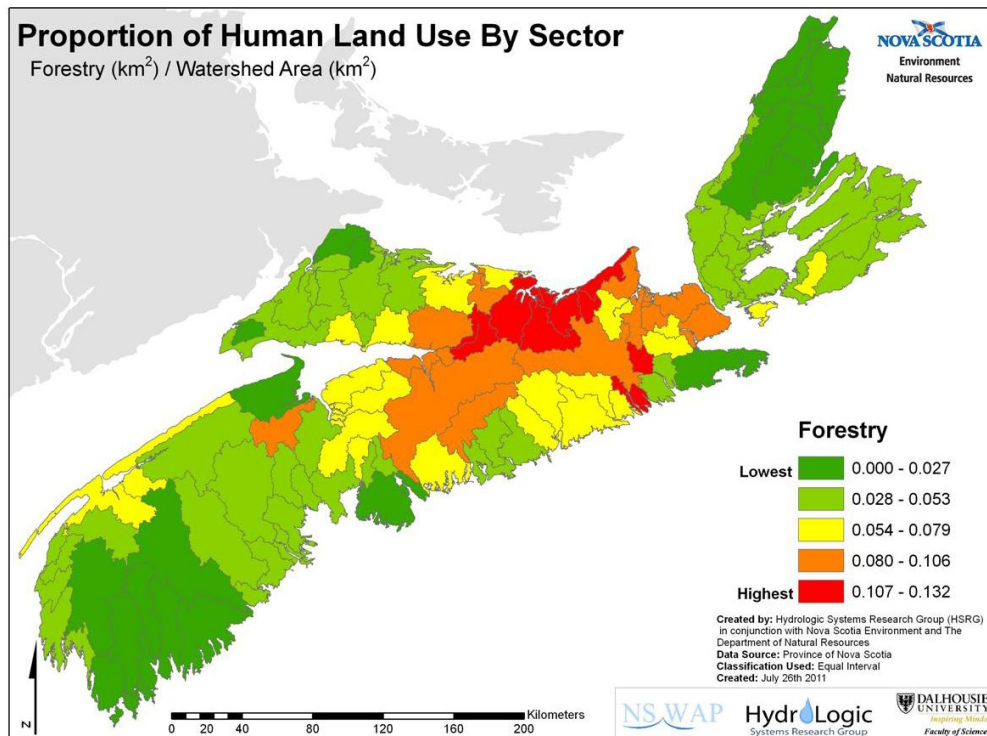 Proportion of Human Land Use By Sector
Forestry (km²) / Watershed Area (km²)
NOVA SCOTIA
Environment
Natural Resources
Forestry
Lowest 0.000 - 0.027
0.028 - 0.053
0.054 - 0.079
0.080 - 0.106
Highest 0.107 - 0.132
Created by: Hydrologic Systems Research Group (HSRG)
in conjunction with Nova Scotia Environment and The
Department of Natural Resources
Data Source: Province of Nova Scotia
Classification Used: Equal Interval
Created: July 26th 2011
N
Kilometers
0 20 40 80 120 160 200
NS WAP
HydroLogic
Systems Research Group
DALHOUSIE
UNIVERSITY
Inspiring Minds
Faculty of Science